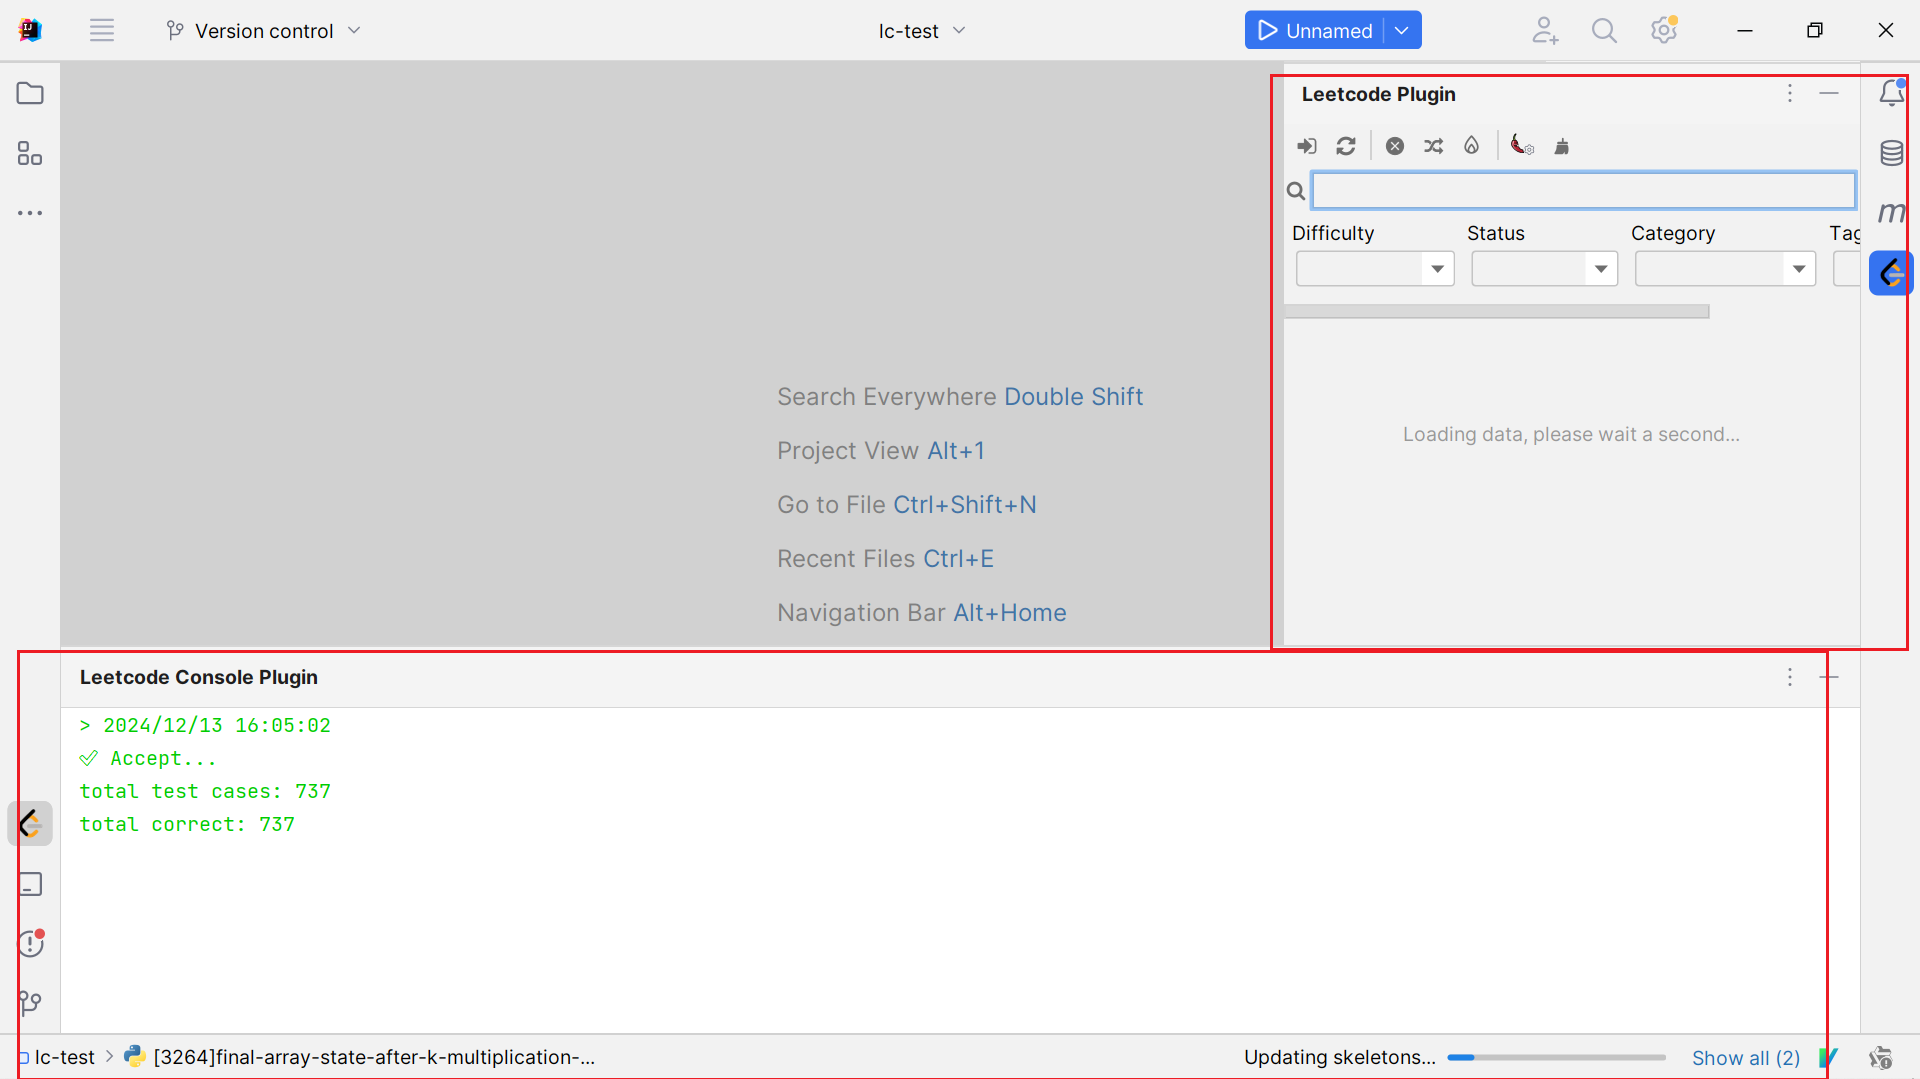 Version control
lc-test
Unnamed
Leetcode Plugin
Difficulty Status Category Tag
Loading data, please wait a second...
Search Everywhere Double Shift
Project View Alt+1
Go to File Ctrl+Shift+N
Recent Files Ctrl+E
Navigation Bar Alt+Home
m
Leetcode Console Plugin
> 2024/12/13 16:05:02
✅ Accept...
total test cases: 737
total correct: 737
lc-test > [3264]final-array-state-after-k-multiplication-...
Updating skeletons...
Show all (2)